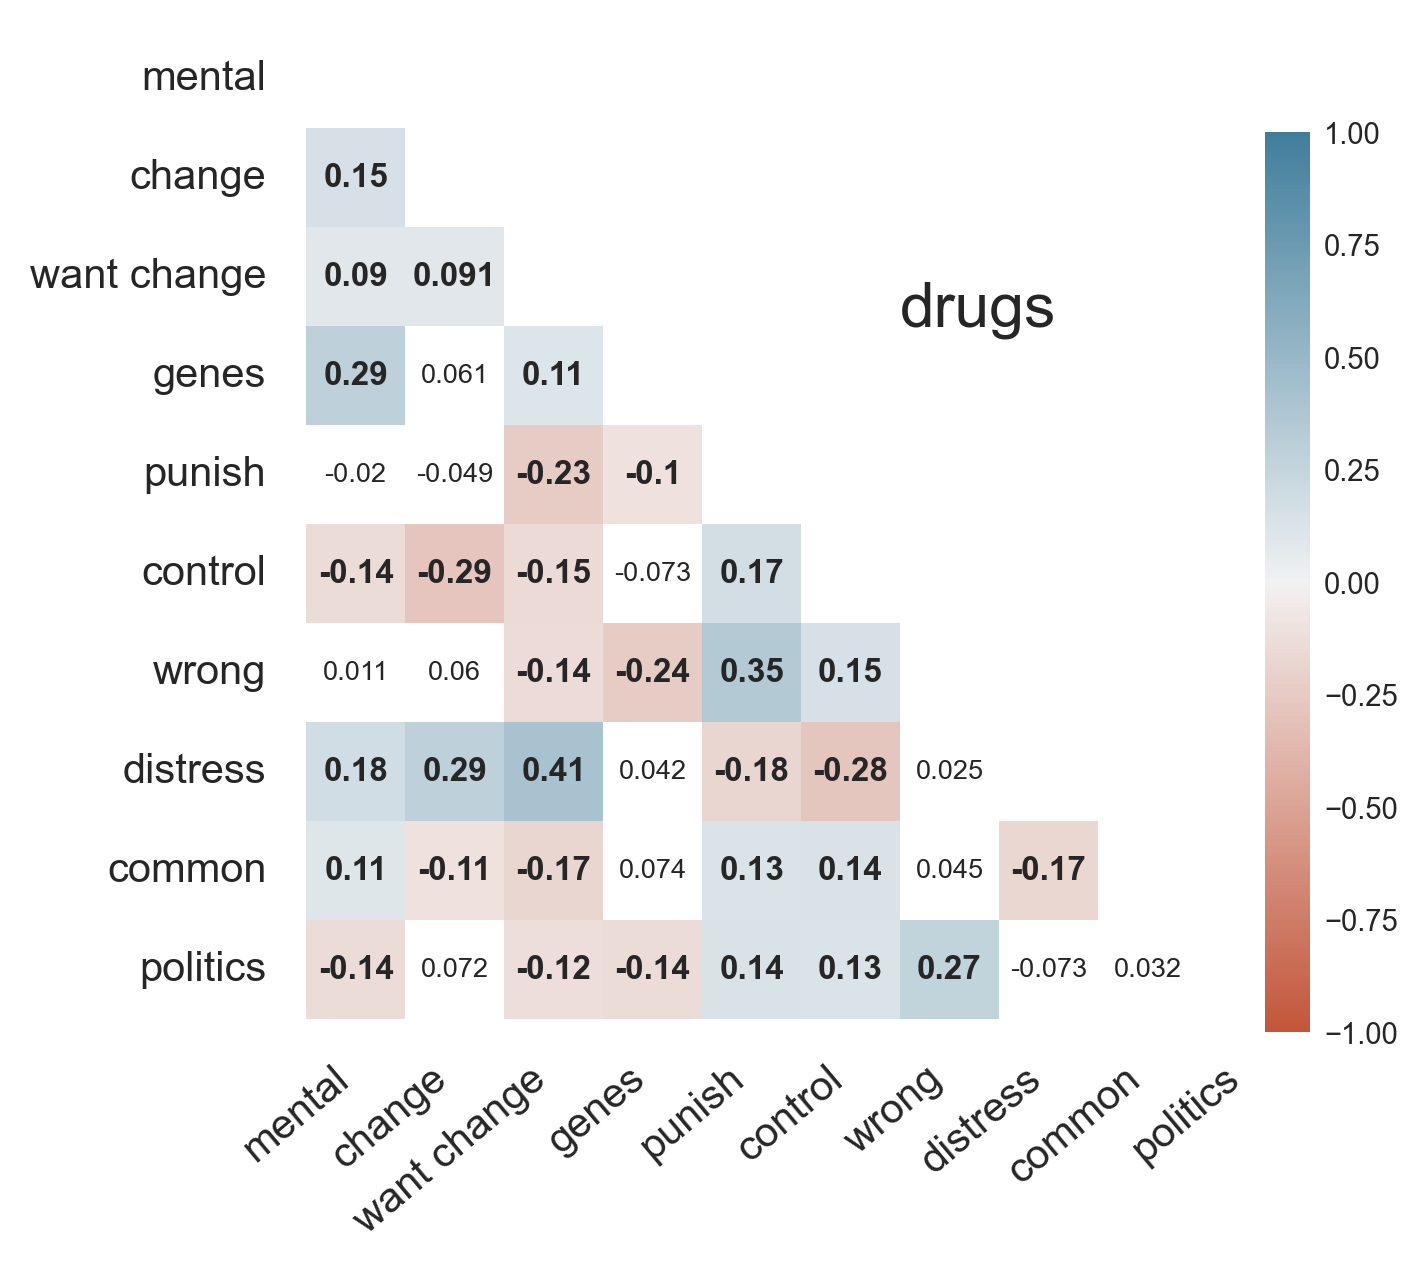 mental
change 0.15
want change 0.09 0.091
drugs
genes 0.29 0.061 0.11
punish -0.02 -0.049 -0.23 -0.1
control -0.14 -0.29 -0.15 -0.073 0.17
wrong 0.011 0.06 -0.14 -0.24 0.35 0.15
distress 0.18 0.29 0.41 0.042 -0.18 -0.28 0.025
common 0.11 -0.11 -0.17 0.074 0.13 0.14 0.045 -0.17
politics -0.14 0.072 -0.12 -0.14 0.14 0.13 0.27 -0.073 0.032
mental change want change genes punish control wrong distress common politics
1.00
0.75
0.50
0.25
0.00
−0.25
−0.50
−0.75
−1.00